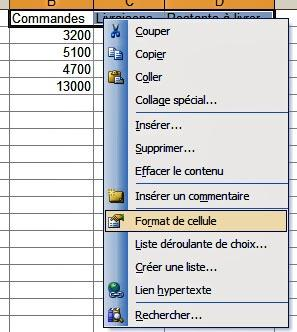 B C D
Commandes Livraisons Restante à livrer
3200
5100
4700
13000
Couper
Copier
Coller
Collage spécial...
Insérer...
Supprimer...
Effacer le contenu
Insérer un commentaire
Format de cellule
Liste déroulante de choix...
Créer une liste...
Lien hypertexte
Rechercher...